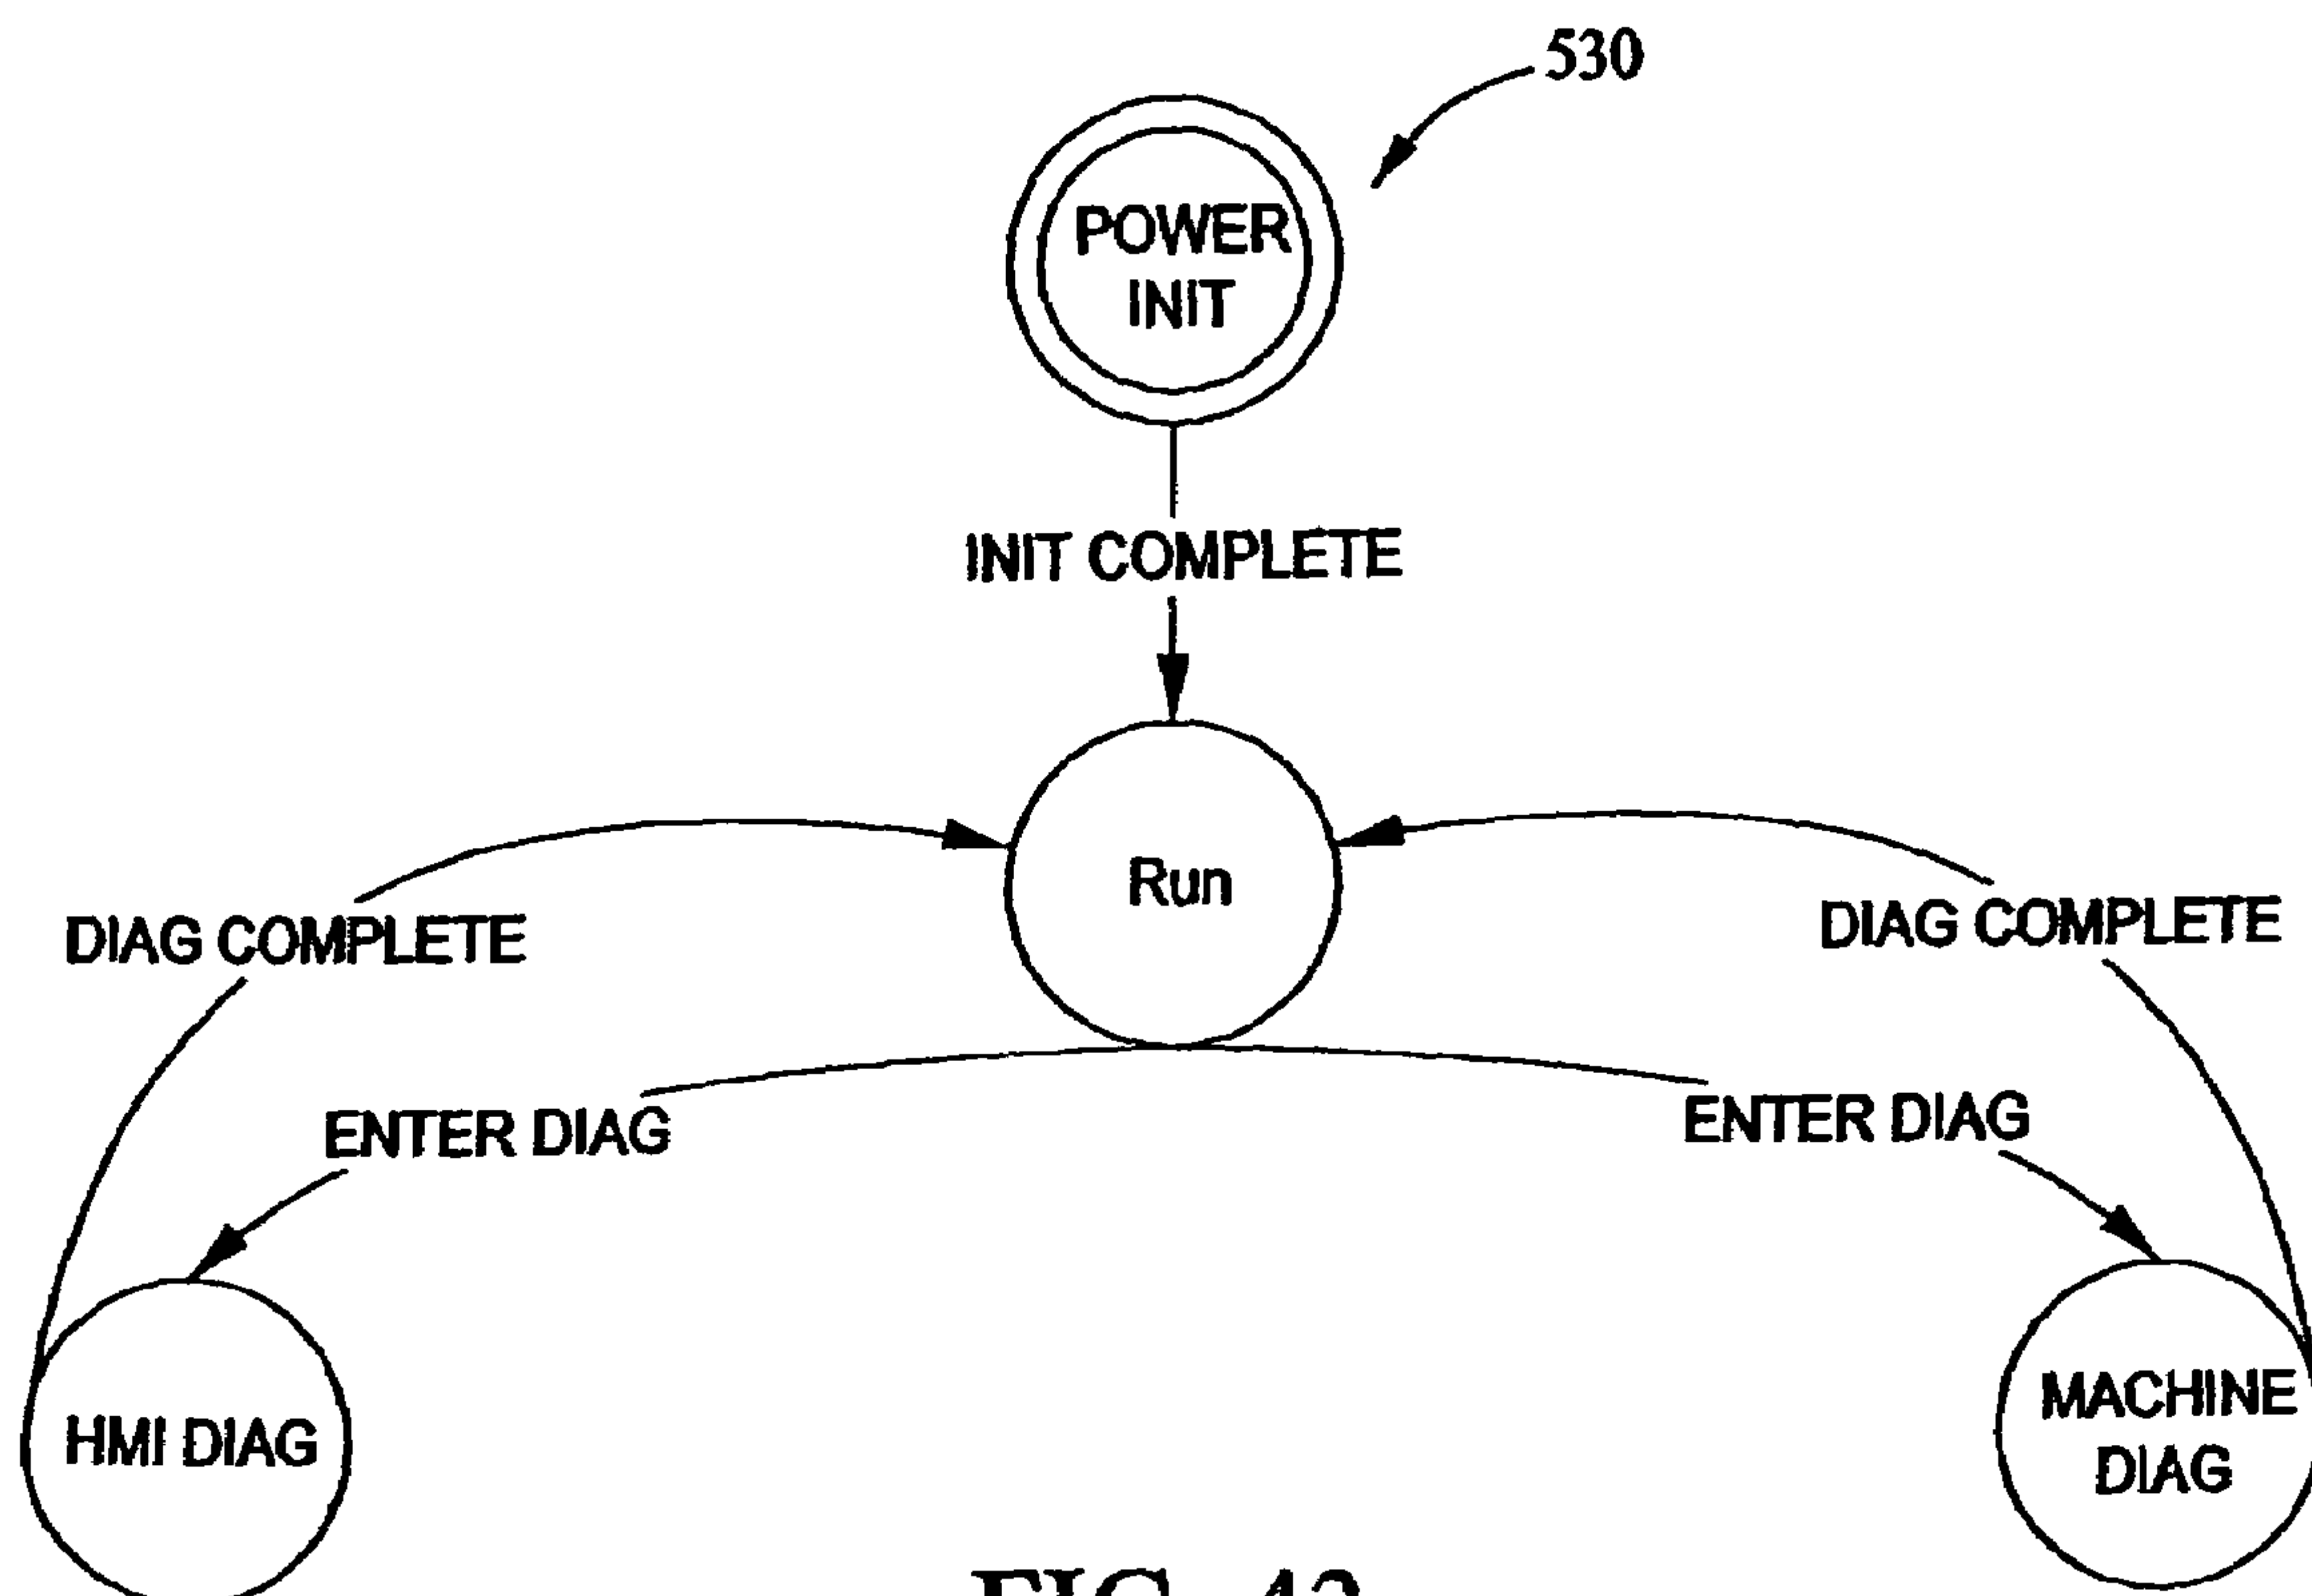 530
POWER
INIT
INIT COMPLETE
Run
DIAG COMPLETE
DIAG COMPLETE
ENTER DIAG
ENTER DIAG
HMI DIAG
MACHINE
DIAG